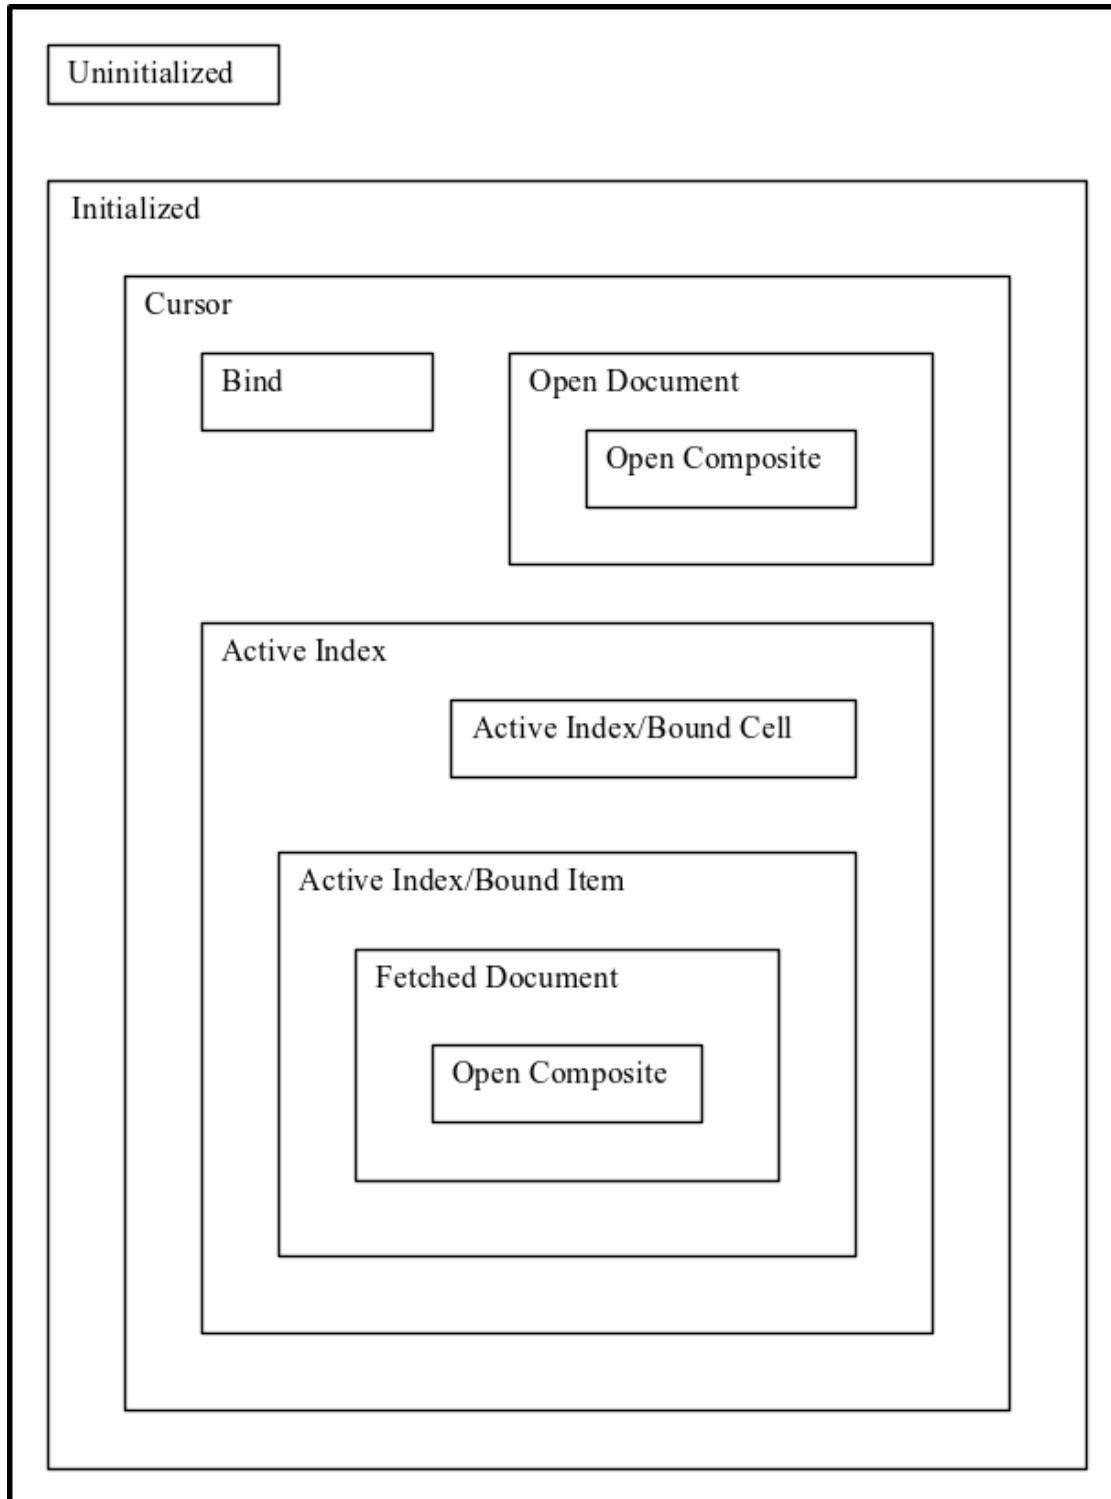 Uninitialized
Initialized
Cursor
Bind
Open Document
Open Composite
Active Index
Active Index/Bound Cell
Active Index/Bound Item
Fetched Document
Open Composite